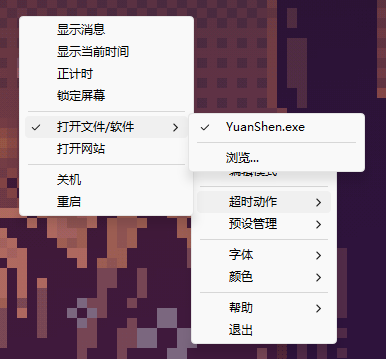 显示消息
显示当前时间
正计时
锁定屏幕
打开文件/软件
打开网站
关机
重启
YuanShen.exe
浏览...
编辑模式
超时动作
预设管理
字体
颜色
帮助
退出